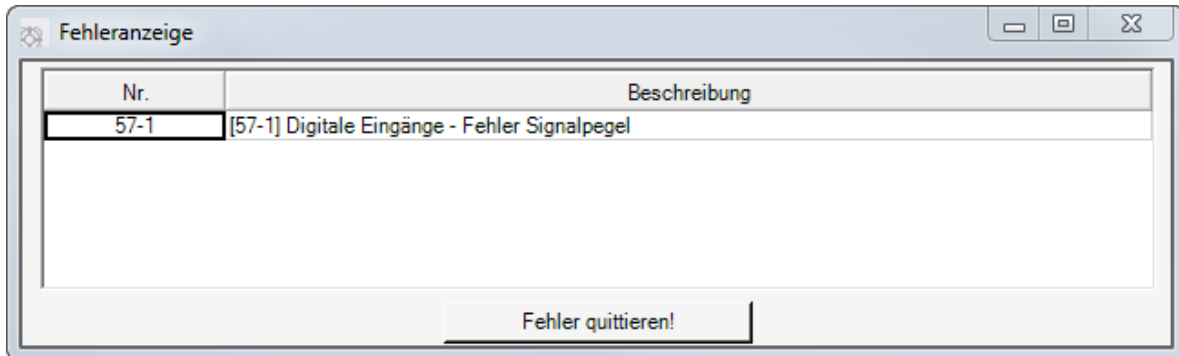 Fehleranzeige
Nr. Beschreibung
57-1 [57-1] Digitale Eingänge - Fehler Signalpegel
Fehler quittieren!